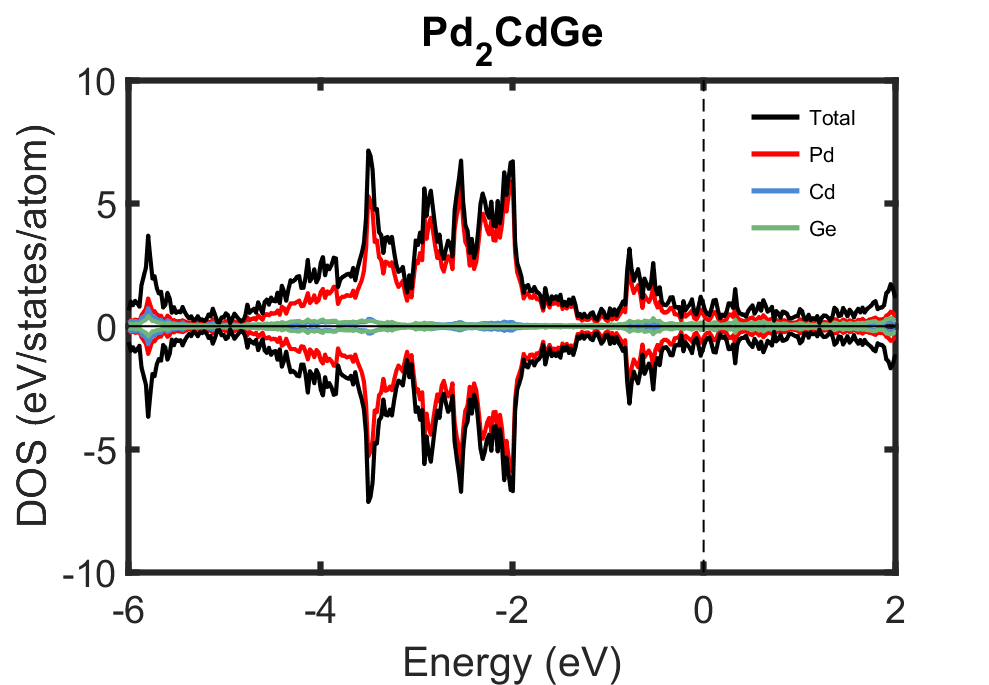 Pd₂CdGe
10
5
0
-5
-10
DOS (eV/states/atom)
Total
Pd
Cd
Ge
-6 -4 -2 0 2
Energy (eV)